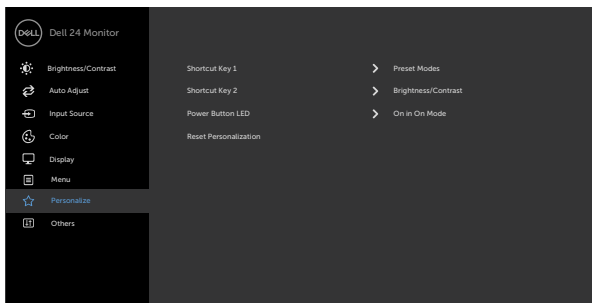 DELL Dell 24 Monitor
Brightness/Contrast Shortcut Key 1 Preset Modes
Auto Adjust Shortcut Key 2 Brightness/Contrast
Input Source Power Button LED On in On Mode
Color Reset Personalization
Display
Menu
Personalize
Others